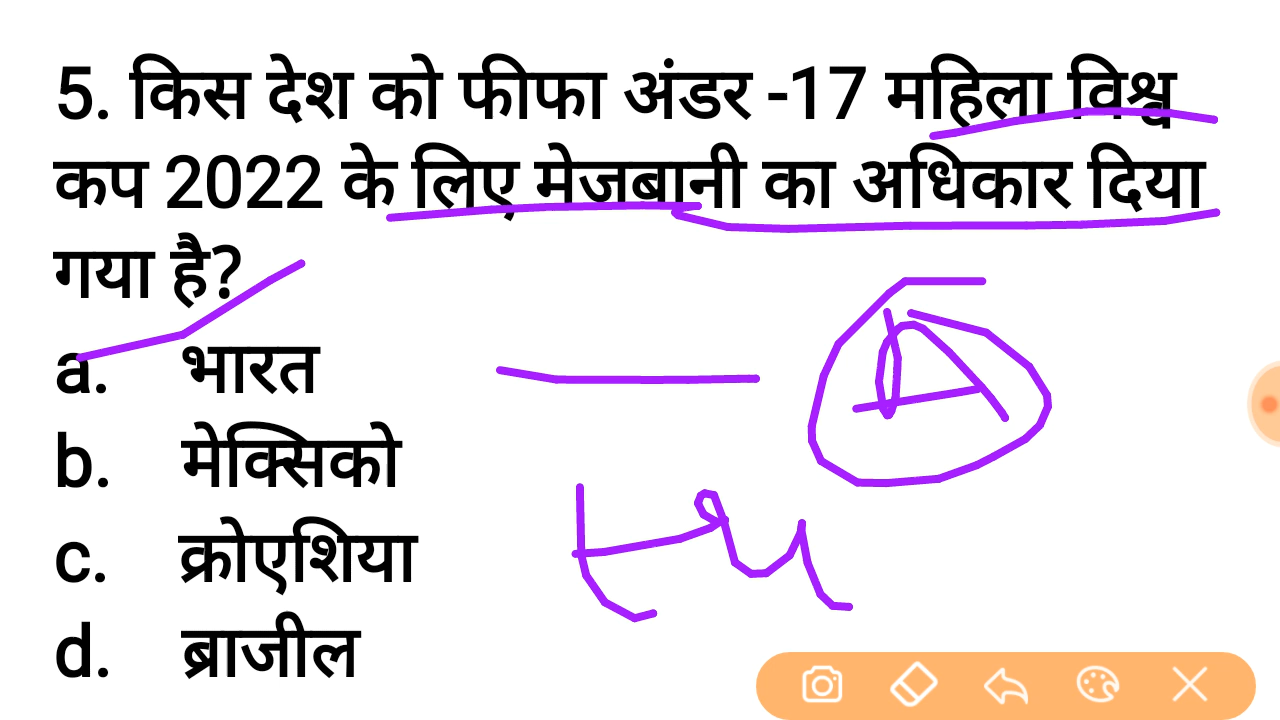 5. किस देश को फीफा अंडर -17 महिला विश्व
कप 2022 के लिए मेजबानी का अधिकार दिया
गया है?
a. भारत
A
b. मेक्सिको
c. क्रोएशिया
d. ब्राजील